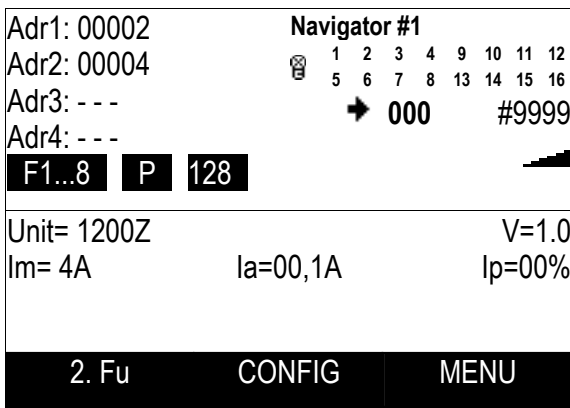 Adr1: 00002
Adr2: 00004
Adr3: - - -
Adr4: - - -
F1...8 P 128
Navigator #1
1 2 3 4 9 10 11 12
5 6 7 8 13 14 15 16
000 #9999
Unit= 1200Z V=1.0
Im= 4A Ia=00,1A Ip=00%
2. Fu CONFIG MENU